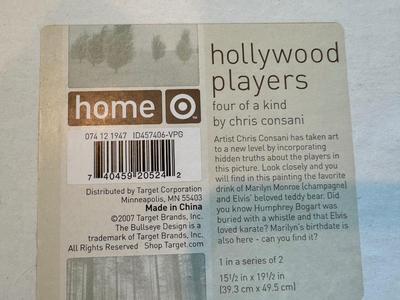 home
074 12 1947 ID457406-VPG
7 40459 20524 2
Distributed by Target Corporation
Minneapolis, MN 55403
Made in China
©2007 Target Brands, Inc.
The Bullseye Design is a
trademark of Target Brands, Inc.
All Rights Reserved Shop Target.com
hollywood
players
four of a kind
by chris consani
Artist Chris Consani has taken art
to a new level by incorporating
hidden truths about the players in
this picture. Look closely and you
will find in this painting the favorite
drink of Marilyn Monroe (champagne)
and Elvis' beloved teddy bear. Did
you know Humphrey Bogart was
buried with a whistle and that Elvis
loved karate? Marilyn's birthdate is
also here - can you find it?
1 in a series of 2
15½ in x 19½ in
(39.3 cm x 49.5 cm)